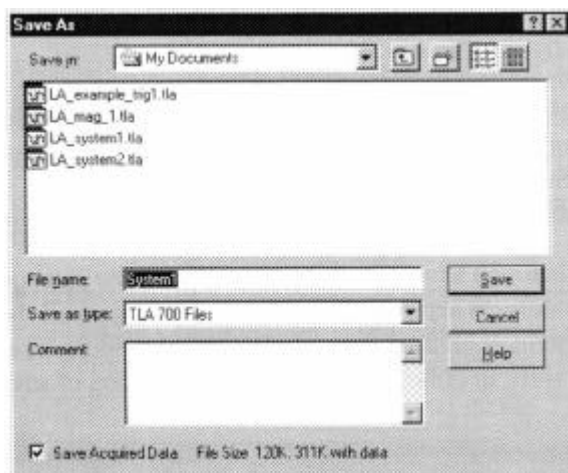 Save As
Save in: My Documents
LA_example_trig1.tla
LA_mag_1.tla
LA_system1.tla
LA_system2.tla
File name: System1
Save
Save as type: TLA 700 Files
Cancel
Comment:
Help
Save Acquired Data File Size: 120K, 311K with data